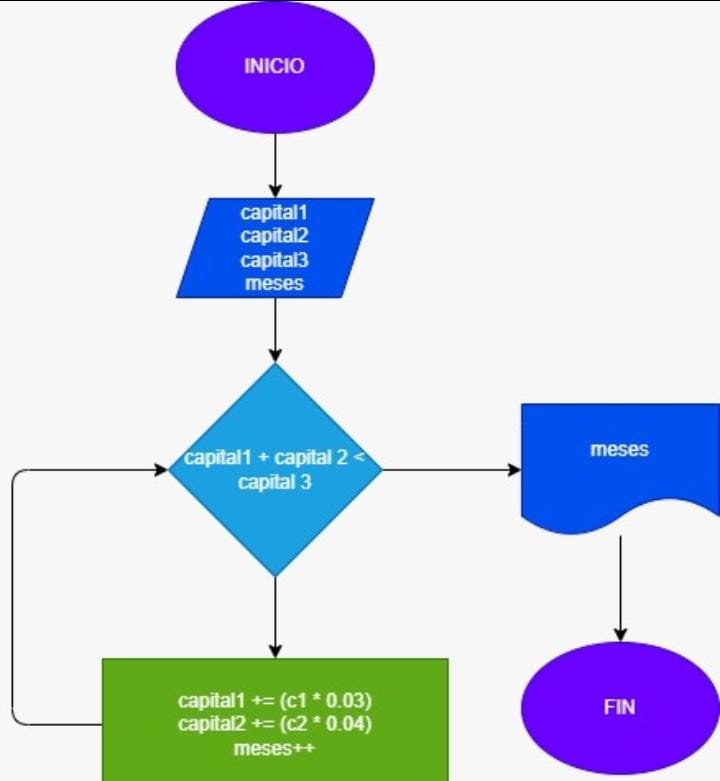 INICIO
capital1
capital2
capital3
meses
capital1 + capital 2 <
capital 3
meses
capital1 += (c1 * 0.03)
capital2 += (c2 * 0.04)
meses++
FIN